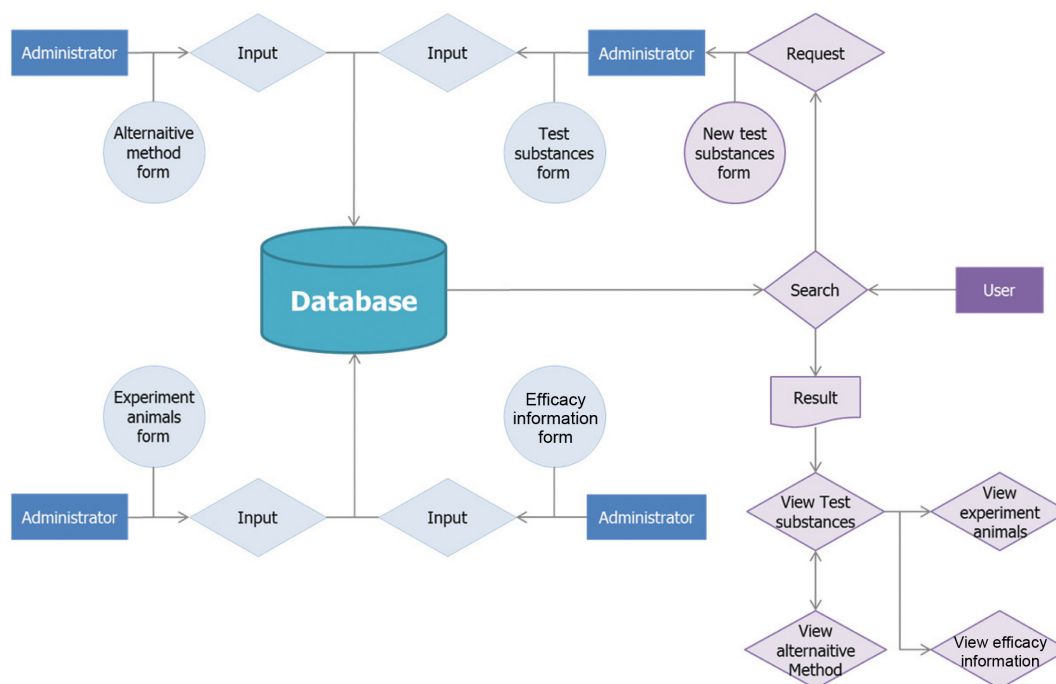 Administrator
Input
Input
Administrator
Request
Alternaitive
method
form
Test
substances
form
New test
substances
form
Database
Search
User
Experiment
animals
form
Efficacy
information
form
Result
Administrator
Input
Input
Administrator
View Test
substances
View
experiment
animals
View
alternaitive
Method
View efficacy
information